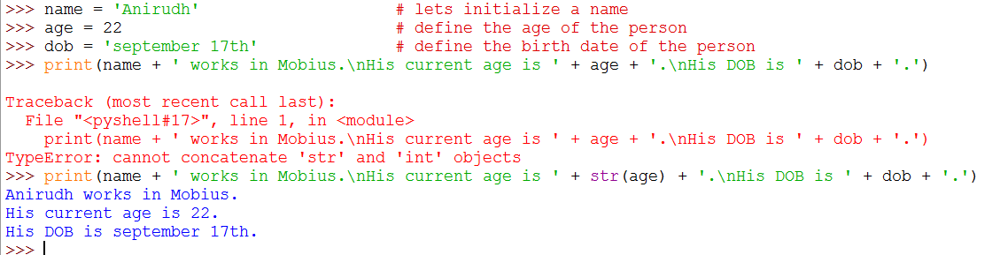 >>> name = 'Anirudh' # lets initialize a name
>>> age = 22 # define the age of the person
>>> dob = 'september 17th' # define the birth date of the person
>>> print(name + ' works in Mobius.\nHis current age is ' + age + '.\nHis DOB is ' + dob + '.')
Traceback (most recent call last):
File "<pyshell#17>", line 1, in <module>
print(name + ' works in Mobius.\nHis current age is ' + age + '.\nHis DOB is ' + dob + '.')
TypeError: cannot concatenate 'str' and 'int' objects
>>> print(name + ' works in Mobius.\nHis current age is ' + str(age) + '.\nHis DOB is ' + dob + '.')
Anirudh works in Mobius.
His current age is 22.
His DOB is september 17th.
>>>